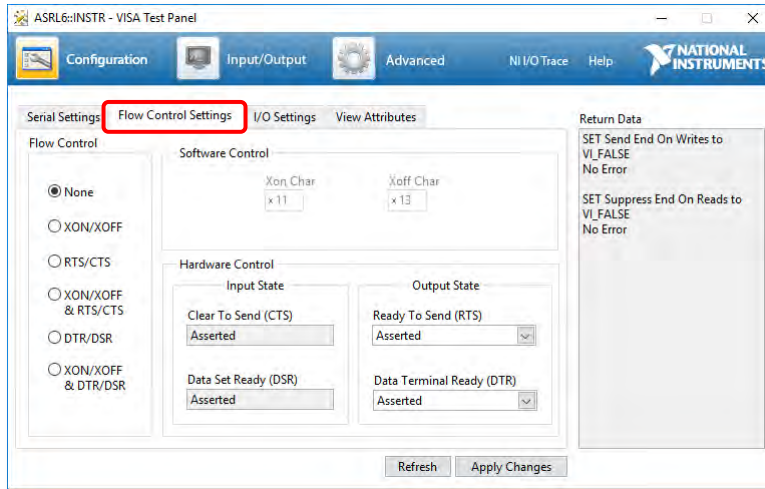 ASRL6::INSTR - VISA Test Panel
Configuration
Input/Output
Advanced
NI I/O Trace
Help
NATIONAL
INSTRUMENTS
Serial Settings
Flow Control Settings
I/O Settings
View Attributes
Flow Control
None
XON/XOFF
RTS/CTS
XON/XOFF
& RTS/CTS
DTR/DSR
XON/XOFF
& DTR/DSR
Software Control
Xon Char
x 11
Xoff Char
x 13
Hardware Control
Input State
Clear To Send (CTS)
Asserted
Data Set Ready (DSR)
Asserted
Output State
Ready To Send (RTS)
Asserted
Data Terminal Ready (DTR)
Asserted
Return Data
SET Send End On Writes to
VI_FALSE
No Error
SET Suppress End On Reads to
VI_FALSE
No Error
Refresh
Apply Changes